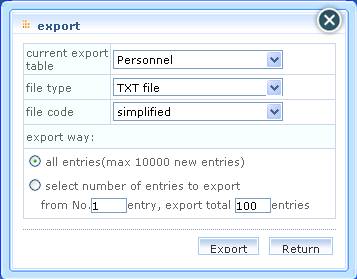 export
current export table
Personnel
file type
TXT file
file code
simplified
export way:
all entries(max 10000 new entries)
select number of entries to export
from No. 1 entry, export total 100 entries
Export
Return